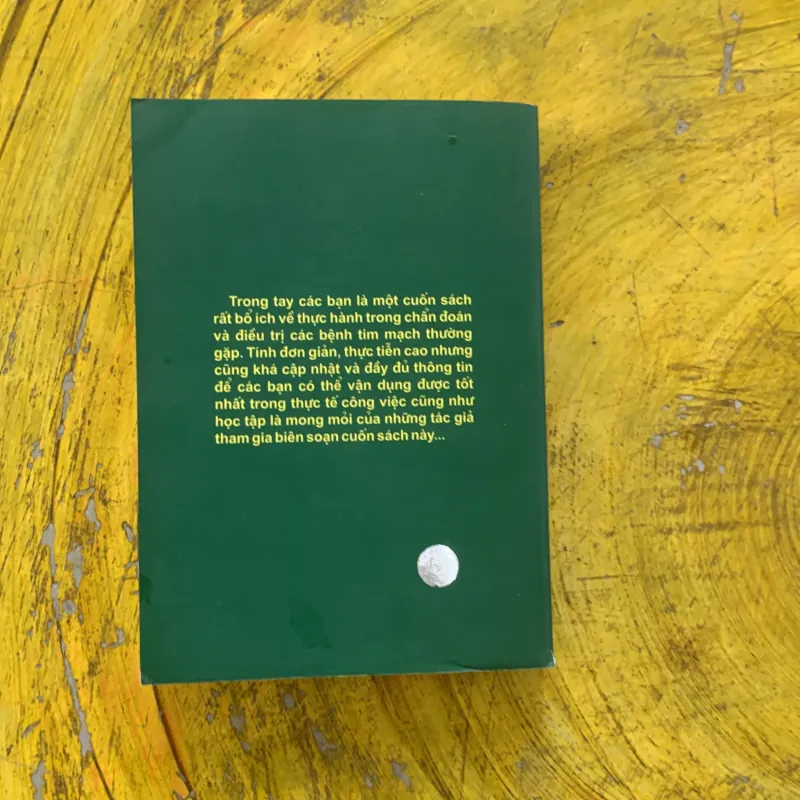 Trong tay các bạn là một cuốn sách
rất bổ ích về thực hành trong chẩn đoán
và điều trị các bệnh tim mạch thường
gặp. Tính đơn giản, thực tiễn cao nhưng
cũng khá cập nhật và đầy đủ thông tin
để các bạn có thể vận dụng được tốt
nhất trong thực tế công việc cũng như
học tập là mong mỏi của những tác giả
tham gia biên soạn cuốn sách này...